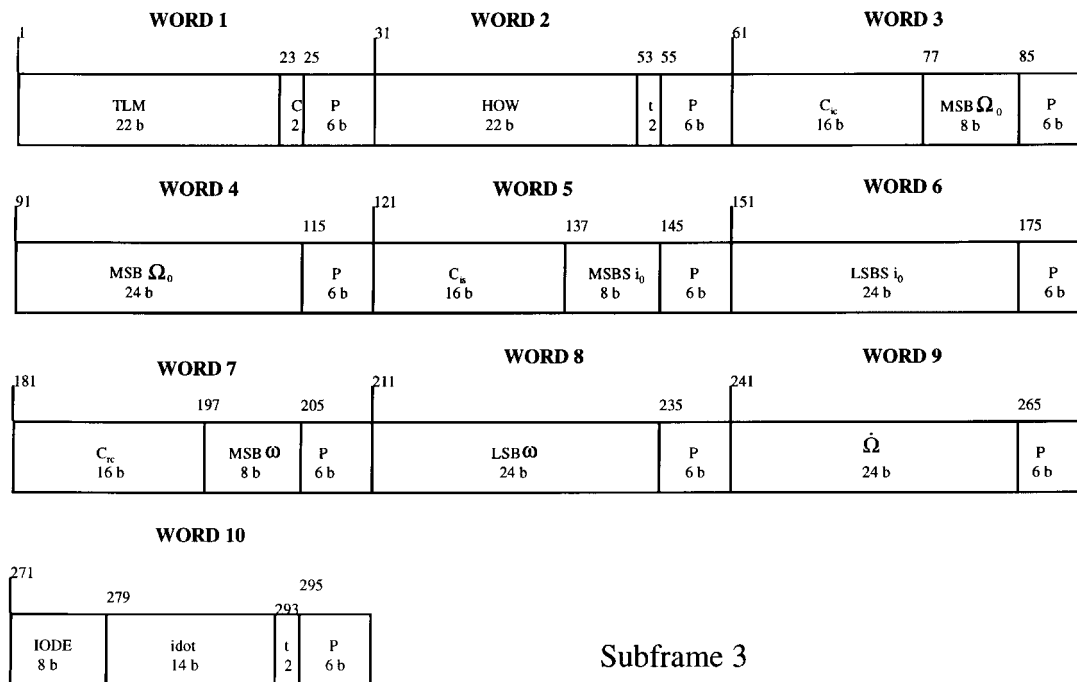 WORD 1 WORD 2 WORD 3
1 31 61
23 25 53 55 77 85
TLM C P HOW t P C_ic MSB Ω₀ P
22 b 2 6 b 22 b 2 6 b 16 b 8 b 6 b
WORD 4 WORD 5 WORD 6
91 121 151
115 137 145 175
MSB Ω₀ P C_is MSBS i₀ P LSBS i₀ P
24 b 6 b 16 b 8 b 6 b 24 b 6 b
WORD 7 WORD 8 WORD 9
181 211 241
197 205 235 265
C_rc MSB ω P LSB ω P Ω̇ P
16 b 8 b 6 b 24 b 6 b 24 b 6 b
WORD 10
271 295
279 293
IODE idot t P
8 b 14 b 2 6 b
Subframe 3